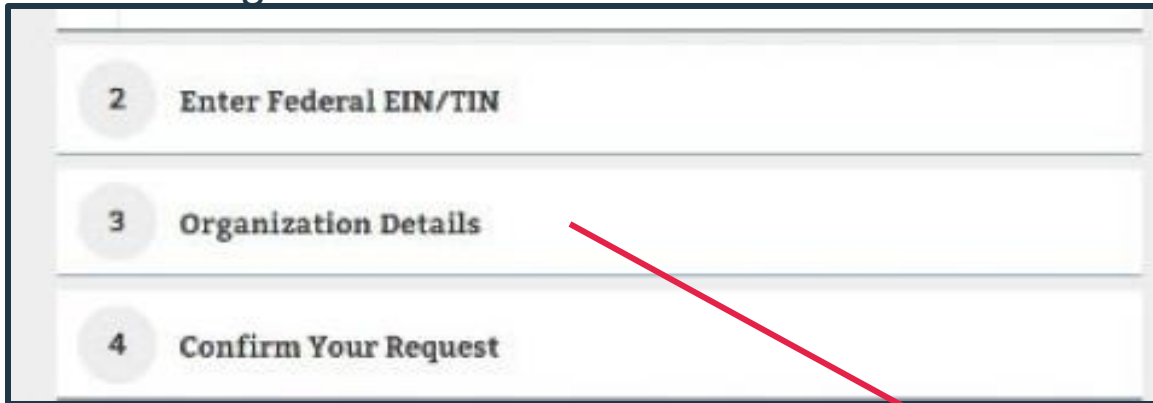 2 Enter Federal EIN/TIN
3 Organization Details
4 Confirm Your Request